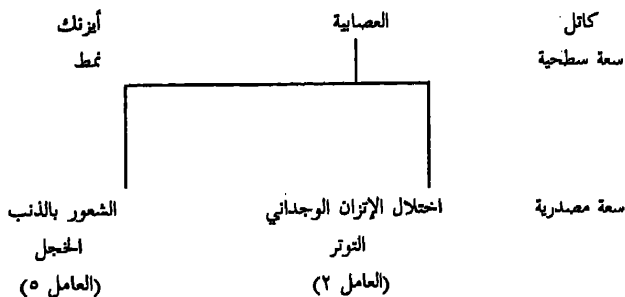 كاتل العصابية أيزنك
سعة سطحية نمط
سعة مصدرية اختلال الإتزان الوجداني الشعور بالذنب
التوتر الخجل
(العامل ٢) (العامل ٥)